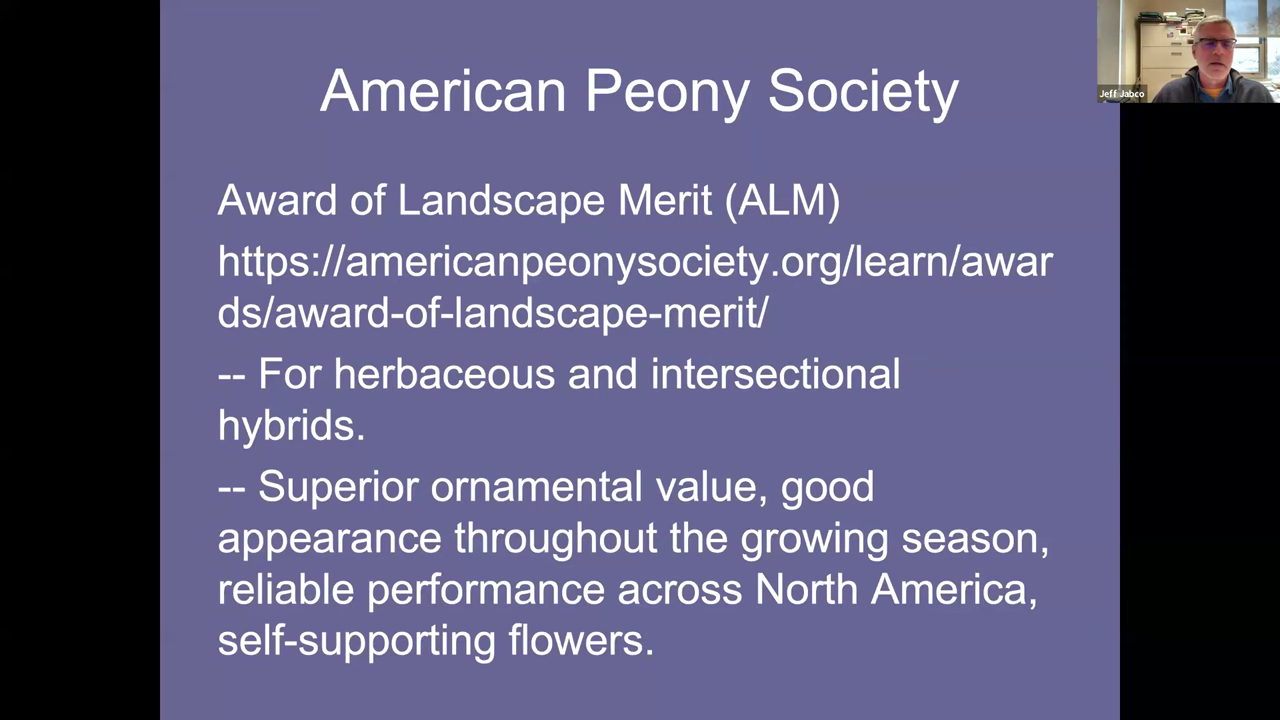 American Peony Society
Jeff Jabco
Award of Landscape Merit (ALM)
https://americanpeonysociety.org/learn/awar
ds/award-of-landscape-merit/
-- For herbaceous and intersectional
hybrids.
-- Superior ornamental value, good
appearance throughout the growing season,
reliable performance across North America,
self-supporting flowers.